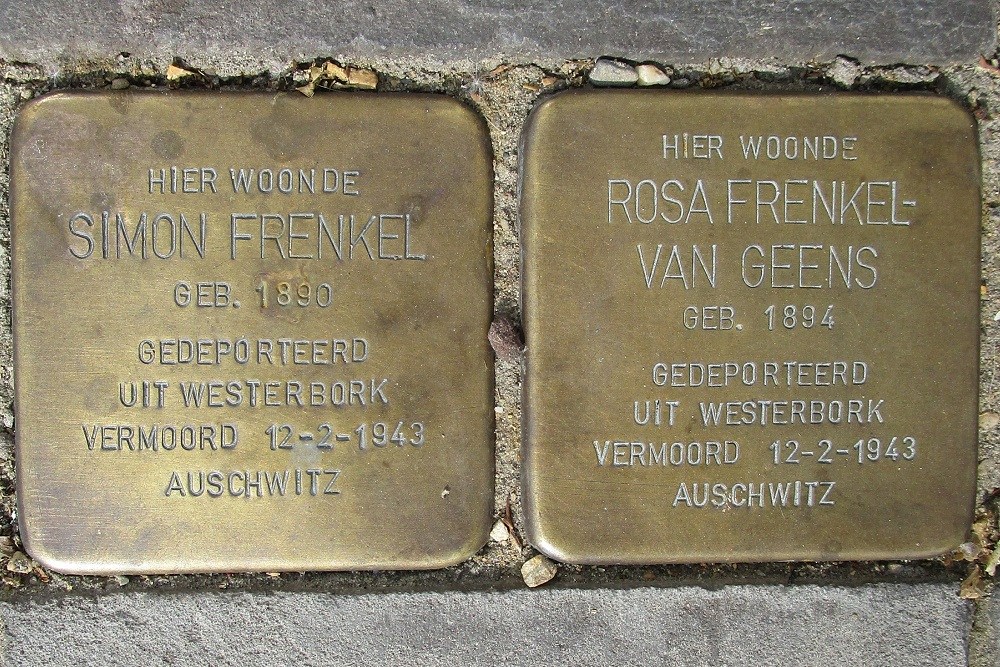 HIER WOONDE
SIMON FRENKEL
GEB. 1890
GEDEPORTEERD
UIT WESTERBORK
VERMOORD 12-2-1943
AUSCHWITZ
HIER WOONDE
ROSA FRENKEL-
VAN GEENS
GEB. 1894
GEDEPORTEERD
UIT WESTERBORK
VERMOORD 12-2-1943
AUSCHWITZ